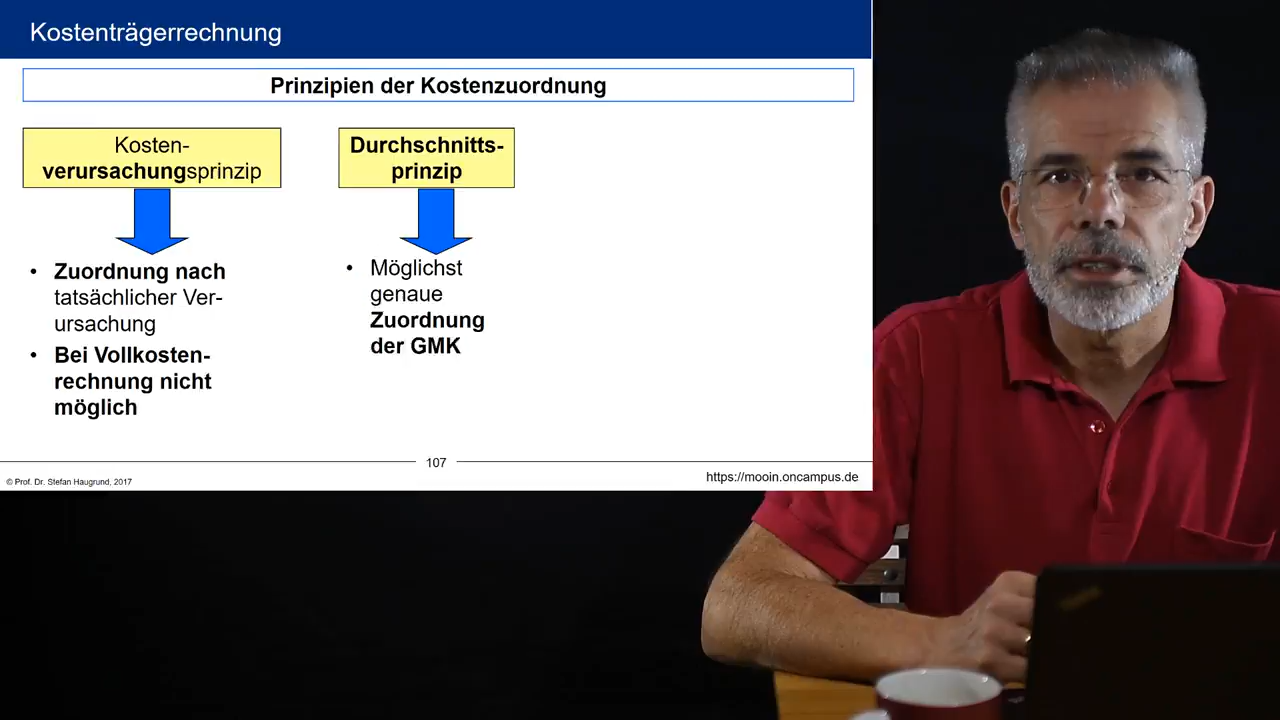 Kostenträgerrechnung
Prinzipien der Kostenzuordnung
Kosten-
verursachungsprinzip
Durchschnitts-
prinzip
• Zuordnung nach
tatsächlicher Ver-
ursachung
• Bei Vollkosten-
rechnung nicht
möglich
• Möglichst
genaue
Zuordnung
der GMK
107
© Prof. Dr. Stefan Haugrund, 2017
https://mooin.oncampus.de